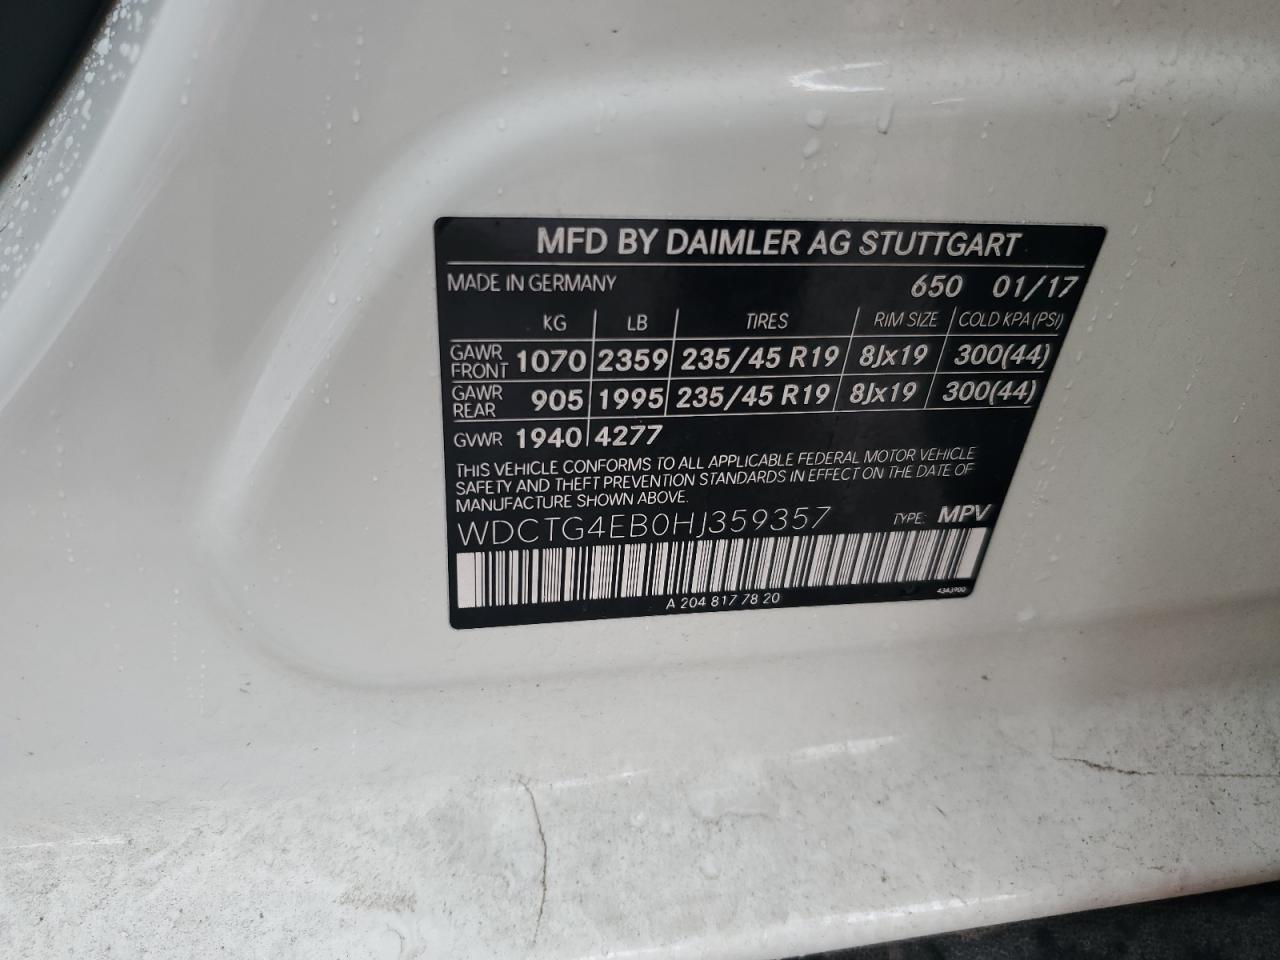 MFD BY DAIMLER AG STUTTGART
MADE IN GERMANY 650 01/17
KG LB TIRES RIM SIZE COLD KPA (PSI)
GAWR FRONT 1070 2359 235/45 R19 8Jx19 300(44)
GAWR REAR 905 1995 235/45 R19 8Jx19 300(44)
GVWR 1940 4277
THIS VEHICLE CONFORMS TO ALL APPLICABLE FEDERAL MOTOR VEHICLE
SAFETY AND THEFT PREVENTION STANDARDS IN EFFECT ON THE DATE OF
MANUFACTURE SHOWN ABOVE.
WDCTG4EB0HJ359357 TYPE: MPV
A 204 817 78 20